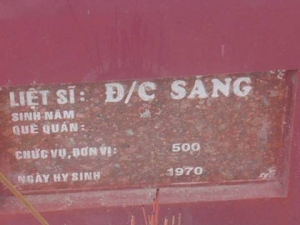 LIỆT SĨ: Đ/C SÁNG
SINH NĂM
QUÊ QUÁN:
CHỨC VỤ, ĐƠN VỊ: 500
NGÀY HY SINH 1970